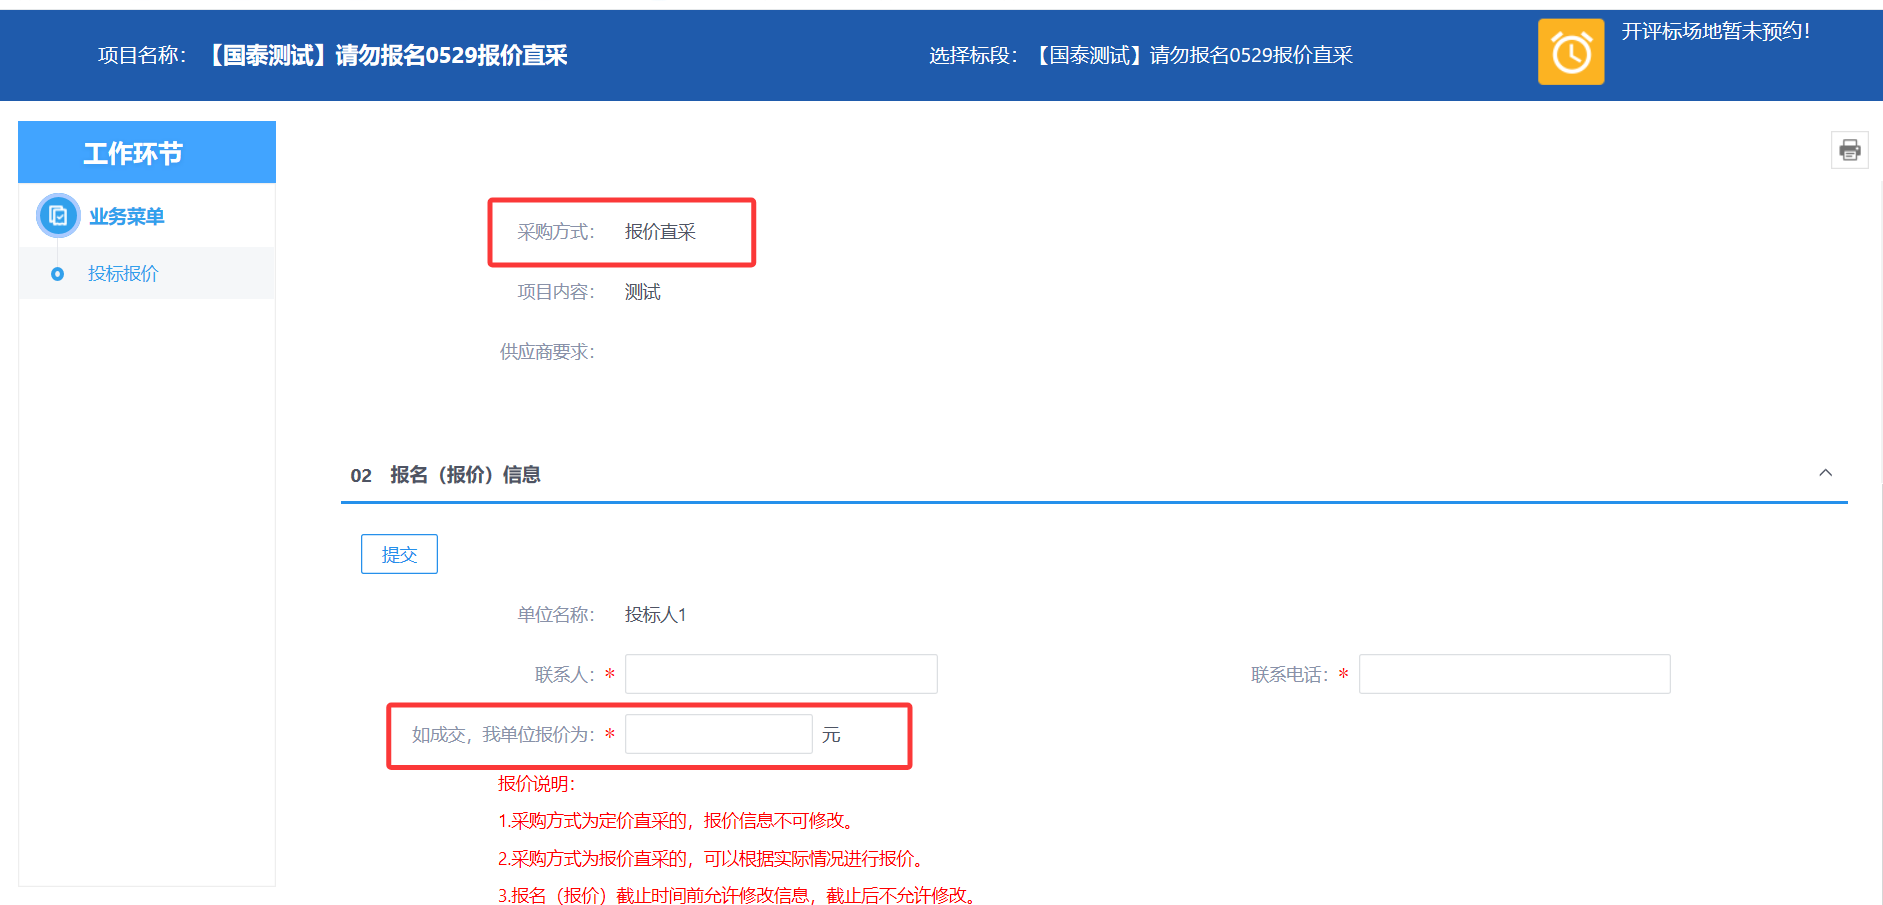 项目名称：【国泰测试】请勿报名0529报价直采
选择标段：【国泰测试】请勿报名0529报价直采
开评标场地暂未预约！
工作环节
业务菜单
投标报价
采购方式： 报价直采
项目内容： 测试
供应商要求：
02 报名（报价）信息
提交
单位名称： 投标人1
联系人：*
联系电话：*
如成交，我单位报价为：* 元
报价说明：
1.采购方式为定价直采的，报价信息不可修改。
2.采购方式为报价直采的，可以根据实际情况进行报价。
3.报名（报价）截止时间前允许修改信息，截止后不允许修改。